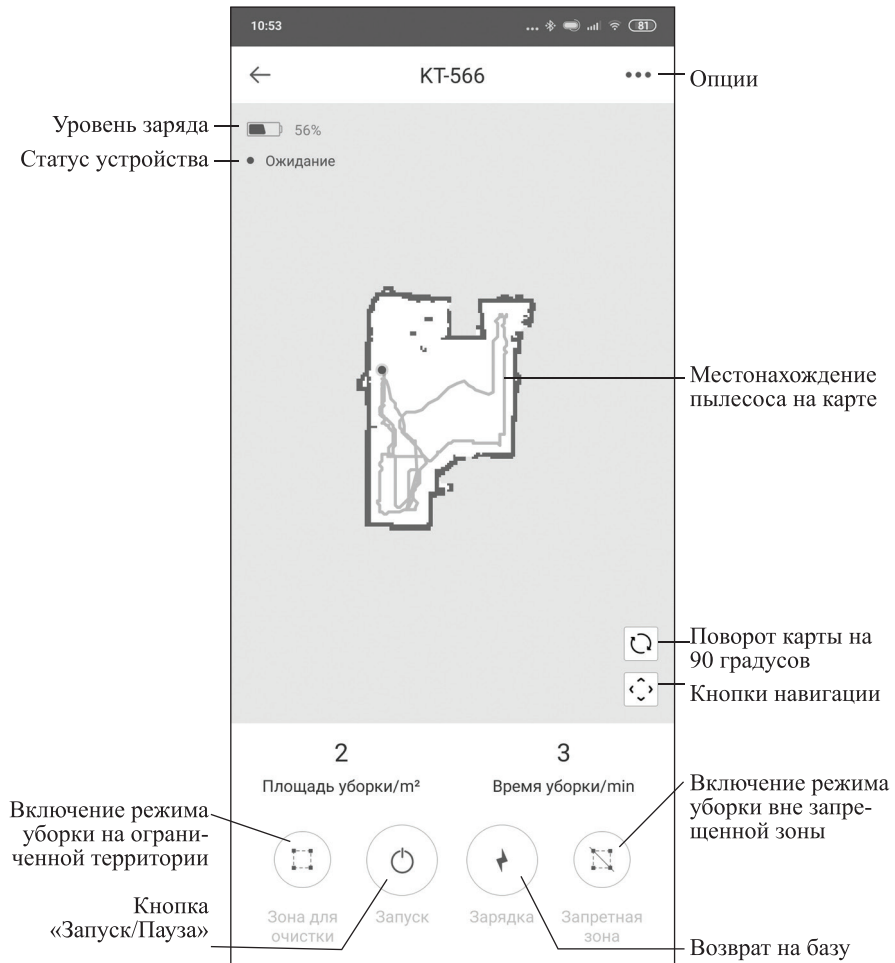 10:53
... 81
KT-566
Опции
Уровень заряда
56%
Статус устройства
Ожидание
Местонахождение
пылесоса на карте
Поворот карты на
90 градусов
Кнопки навигации
2
3
Площадь уборки/m²
Время уборки/min
Включение режима
уборки на ограни-
ченной территории
Включение режима
уборки вне запре-
щенной зоны
Зона для
очистки
Запуск
Зарядка
Запретная
зона
Кнопка
«Запуск/Пауза»
Возврат на базу